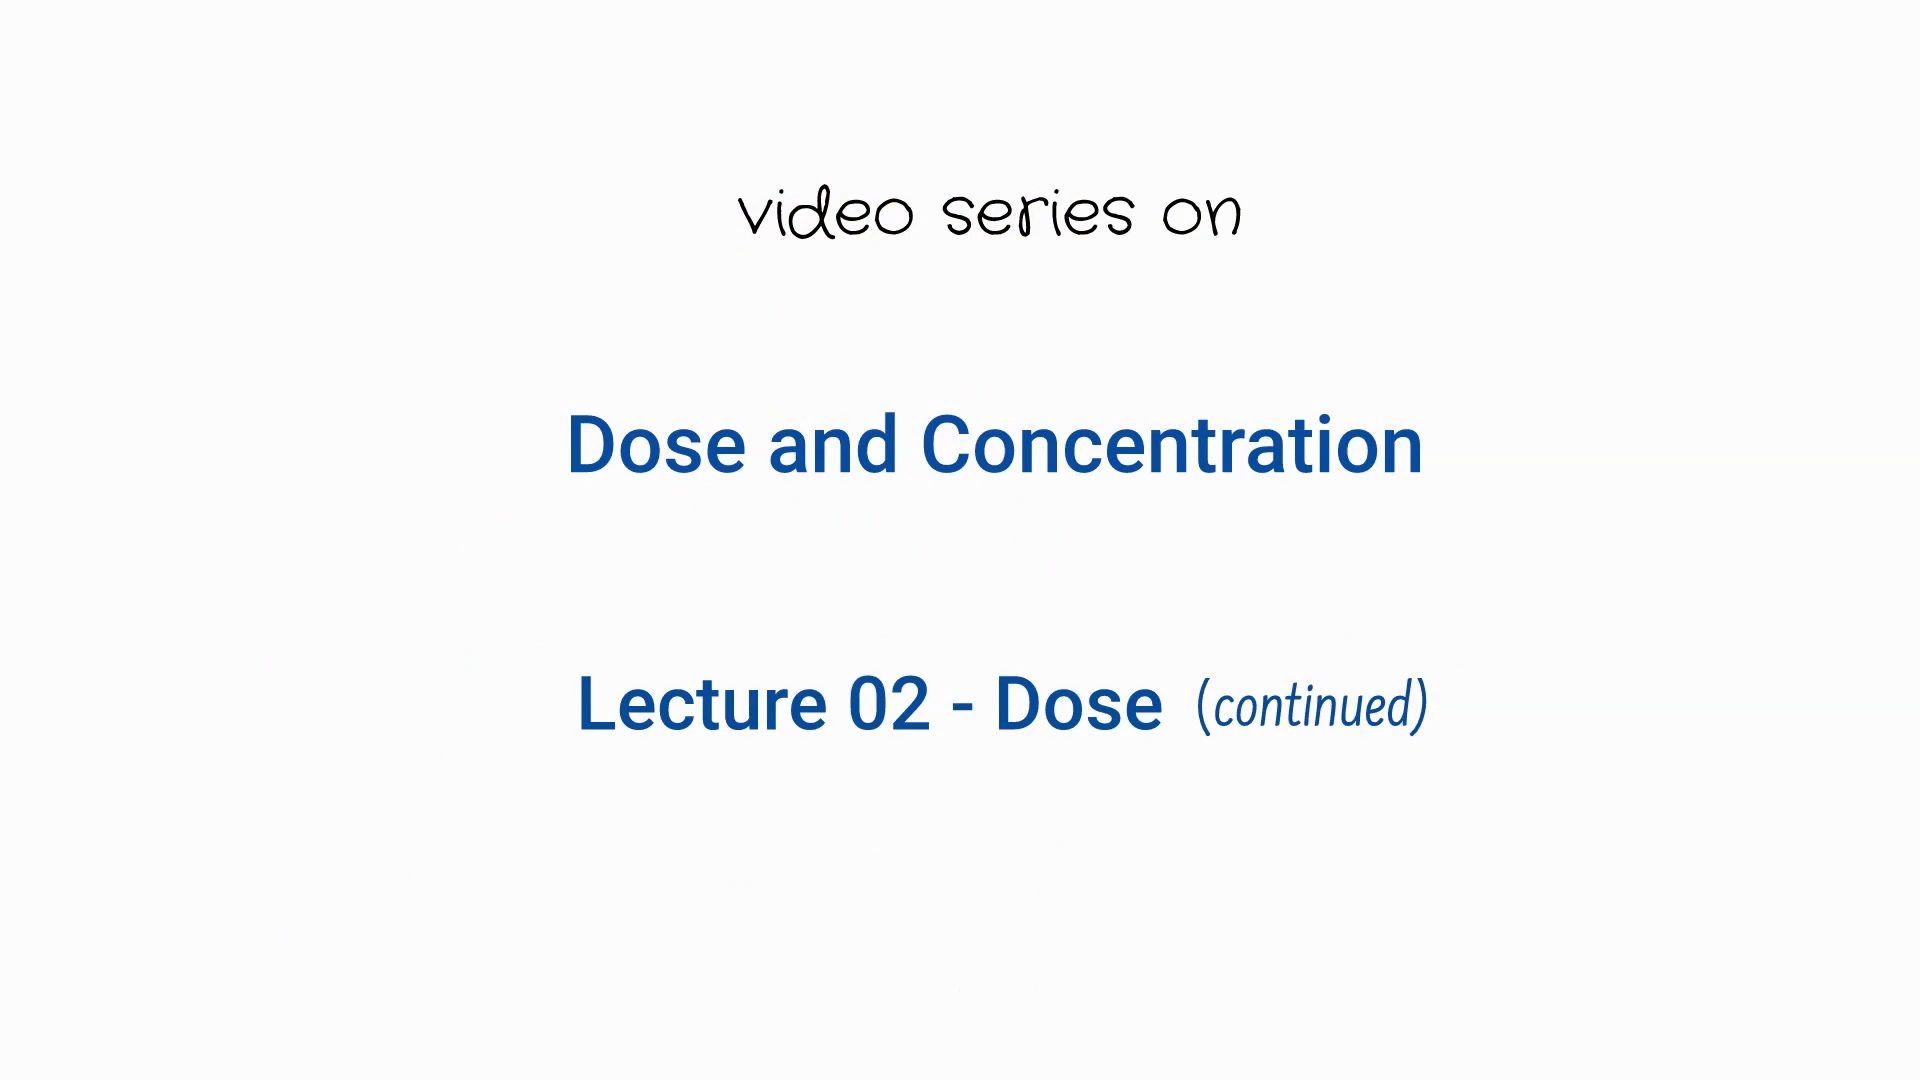 video series on
Dose and Concentration
Lecture 02 - Dose (continued)